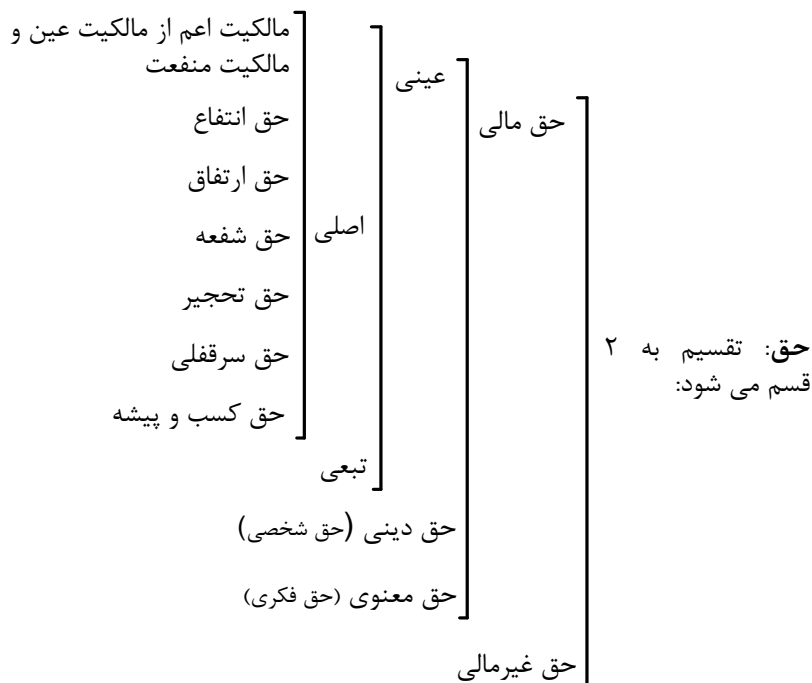 حق: تقسیم به ۲
قسم می شود:
حق مالی
عینی
اصلی
مالکیت اعم از مالکیت عین و
مالکیت منفعت
حق انتفاع
حق ارتفاق
حق شفعه
حق تحجیر
حق سرقفلی
حق کسب و پیشه
تبعی
حق دینی (حق شخصی)
حق معنوی (حق فکری)
حق غیرمالی